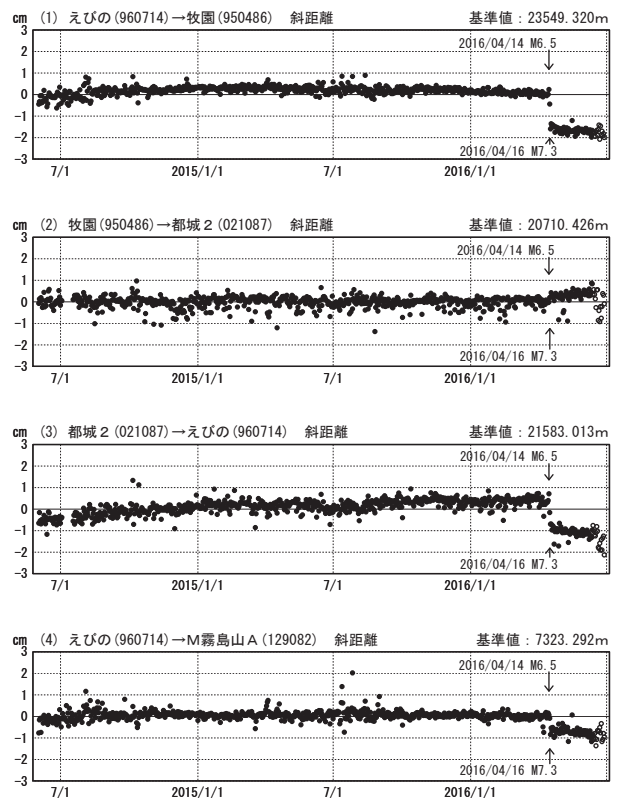 cm (1) えびの(960714)→牧園(950486) 斜距離 基準値：23549.320m
3
2
1
0
-1
-2
-3
2016/04/14 M6.5
2016/04/16 M7.3
7/1 2015/1/1 7/1 2016/1/1
cm (2) 牧園(950486)→都城２(021087) 斜距離 基準値：20710.426m
3
2
1
0
-1
-2
-3
2016/04/14 M6.5
2016/04/16 M7.3
7/1 2015/1/1 7/1 2016/1/1
cm (3) 都城２(021087)→えびの(960714) 斜距離 基準値：21583.013m
3
2
1
0
-1
-2
-3
2016/04/14 M6.5
2016/04/16 M7.3
7/1 2015/1/1 7/1 2016/1/1
cm (4) えびの(960714)→Ｍ霧島山Ａ(129082) 斜距離 基準値：7323.292m
3
2
1
0
-1
-2
-3
2016/04/14 M6.5
2016/04/16 M7.3
7/1 2015/1/1 7/1 2016/1/1